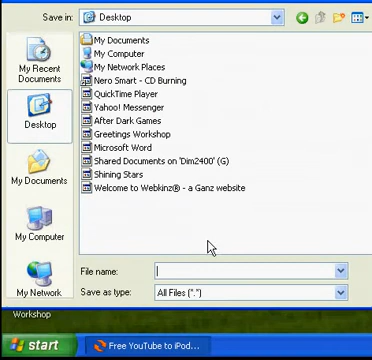 Save in:
Desktop
My Documents
My Computer
My Network Places
Nero Smart - CD Burning
QuickTime Player
Yahoo! Messenger
After Dark Games
Greetings Workshop
Microsoft Word
Shared Documents on 'Dim2400' (G)
Shining Stars
Welcome to Webkinz® - a Ganz website
My Recent
Documents
Desktop
My Documents
My Computer
My Network
File name:
Save as type:
All Files (*.*)
Workshop
start
Free YouTube to iPod...